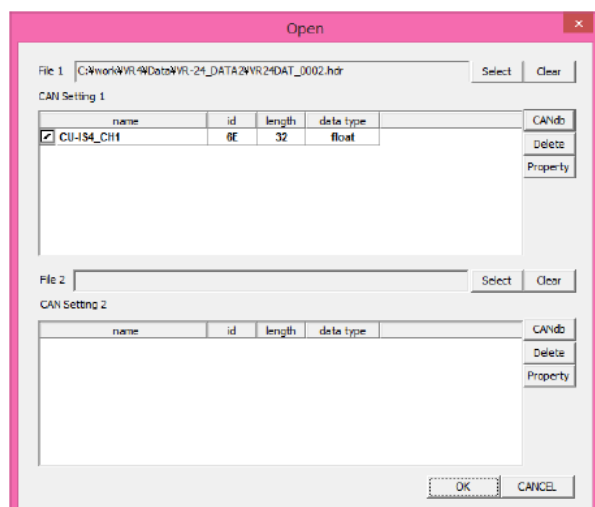 Open
×
File 1 C:¥work¥VR4¥Data¥VR-24_DATA2¥VR24DAT_0002.hdr Select Clear
CAN Setting 1
name id length data type CANdb
CU-IS4_CH1 6E 32 float
Delete
Property
File 2 Select Clear
CAN Setting 2
name id length data type CANdb
Delete
Property
OK CANCEL